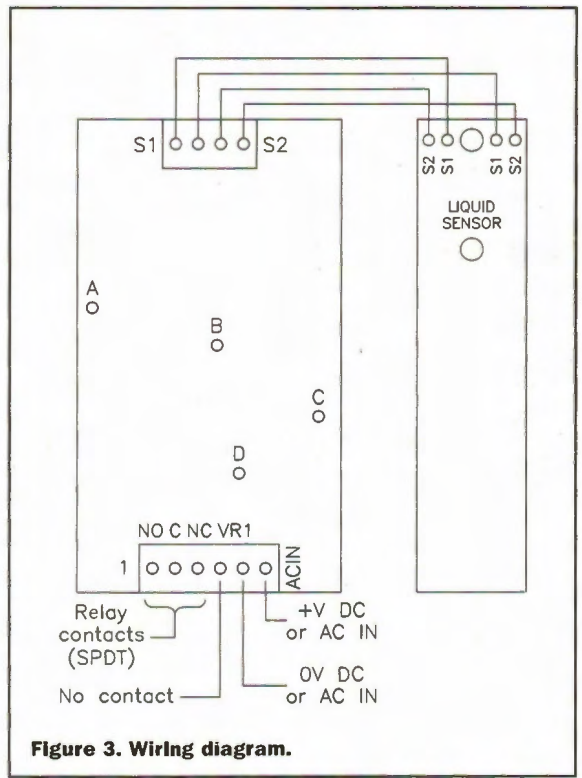 S1 S2
S2 S1 S1 S2
LIQUID
SENSOR
A
B
C
D
NO C NC VR1
1
ACIN
Relay
contacts
(SPDT)
+V DC
or AC IN
No contact
0V DC
or AC IN
Figure 3. Wiring diagram.